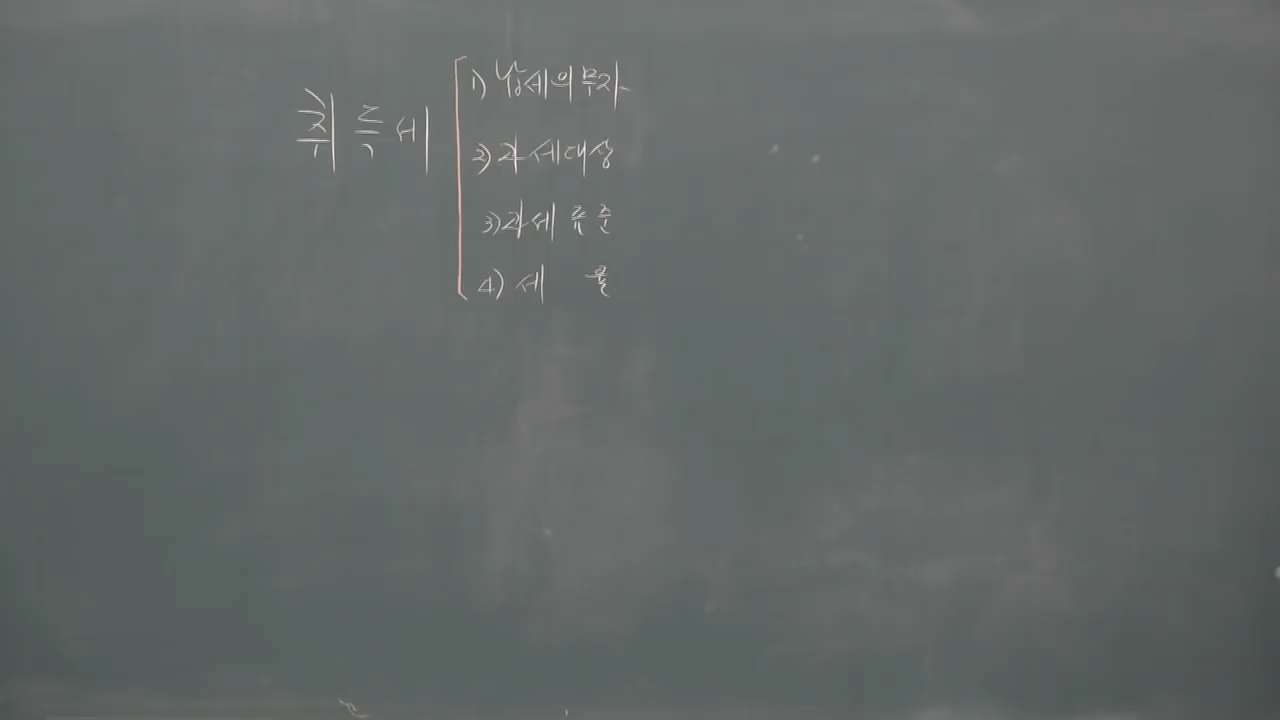 취득세
1) 납세의무자
2) 과세대상
3) 과세표준
4) 세 율